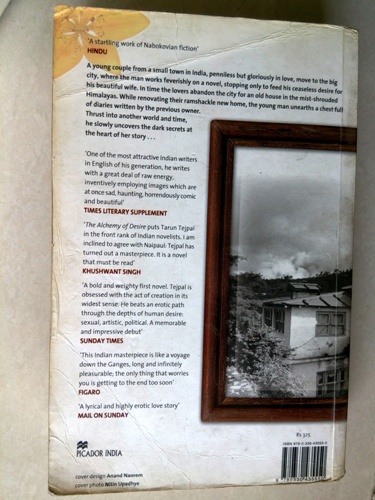 'A startling work of Nabokovian fiction'
HINDU
A young couple from a small town in India, penniless but gloriously in love, move to the big
city, where the man works feverishly on a novel, stopping only to feed his ceaseless desire for
his beautiful wife. In time the lovers abandon the city for an old house in the mist-shrouded
Himalayas. While renovating their ramshackle new home, the young man unearths a chest full
of diaries written by the previous owner.
Thrust into another world and time,
he slowly uncovers the dark secrets at
the heart of her story . . .
'One of the most attractive Indian writers
in English of his generation, he writes
with a great deal of raw energy,
inventively employing images which are
at once sad, haunting, horrendously comic
and beautiful'
TIMES LITERARY SUPPLEMENT
'The Alchemy of Desire puts Tarun Tejpal
in the front rank of Indian novelists. I am
inclined to agree with Naipaul: Tejpal has
turned out a masterpiece. It is a novel
that must be read'
KHUSHWANT SINGH
'A bold and weighty first novel. Tejpal is
obsessed with the act of creation in its
widest sense. He beats an erotic path
through the depths of human desire:
sexual, artistic, political. A memorable
and impressive debut'
SUNDAY TIMES
'This Indian masterpiece is like a voyage
down the Ganges, long and infinitely
pleasurable; the only thing that worries
you is getting to the end too soon'
FIGARO
'A lyrical and highly erotic love story'
MAIL ON SUNDAY
Rs 325
PICADOR INDIA
cover design Anand Naorem
cover photo Nitin Upadhye